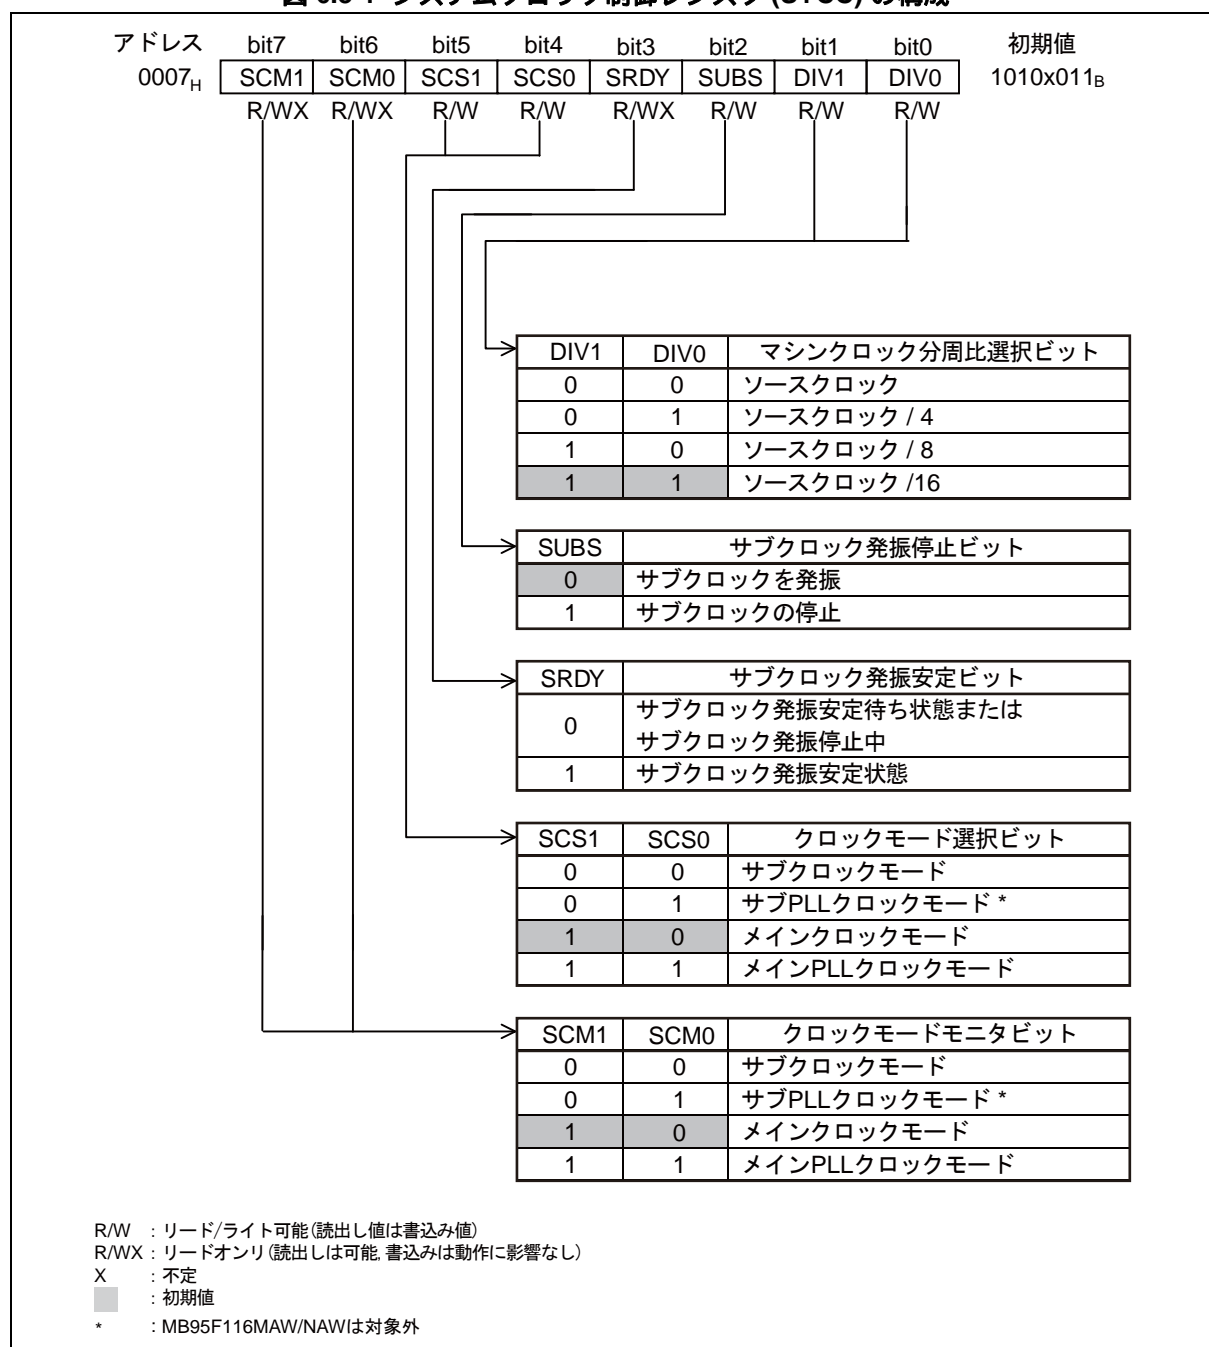 アドレス bit7 bit6 bit5 bit4 bit3 bit2 bit1 bit0 初期値
0007H SCM1 SCM0 SCS1 SCS0 SRDY SUBS DIV1 DIV0 1010x011B
R/WX R/WX R/W R/W R/WX R/W R/W R/W
DIV1 DIV0 マシンクロック分周比選択ビット
0 0 ソースクロック
0 1 ソースクロック / 4
1 0 ソースクロック / 8
1 1 ソースクロック /16
SUBS サブクロック発振停止ビット
0 サブクロックを発振
1 サブクロックの停止
SRDY サブクロック発振安定ビット
0 サブクロック発振安定待ち状態または
サブクロック発振停止中
1 サブクロック発振安定状態
SCS1 SCS0 クロックモード選択ビット
0 0 サブクロックモード
0 1 サブPLLクロックモード *
1 0 メインクロックモード
1 1 メインPLLクロックモード
SCM1 SCM0 クロックモードモニタビット
0 0 サブクロックモード
0 1 サブPLLクロックモード *
1 0 メインクロックモード
1 1 メインPLLクロックモード
R/W : リード/ライト可能(読出し値は書込み値)
R/WX : リードオンリ(読出しは可能, 書込みは動作に影響なし)
X : 不定
: 初期値
* : MB95F116MAW/NAWは対象外